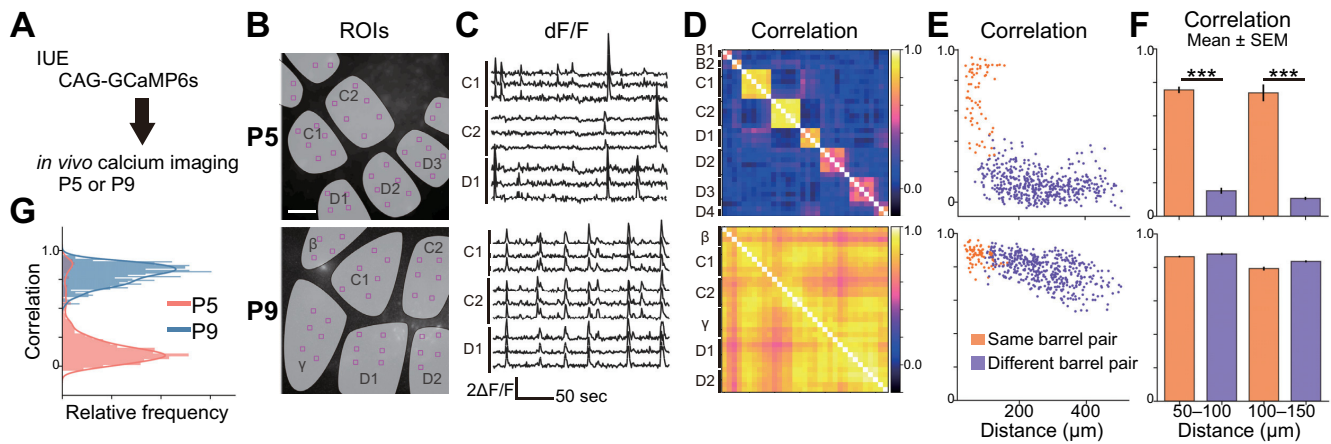 A
IUE
CAG-GCaMP6s
in vivo calcium imaging
P5 or P9
B
ROIs
P5
C2
C1
D3
D2
D1
P9
β
C2
C1
γ
D1
D2
C
dF/F
C1
C2
D1
C1
C2
D1
2ΔF/F
50 sec
D
Correlation
B1
B2
C1
C2
D1
D2
D3
D4
1.0
0.0
β
C1
C2
γ
D1
D2
1.0
0.0
E
Correlation
1.0
0
1.0
0
200
400
Distance (µm)
Same barrel pair
Different barrel pair
F
Correlation
Mean ± SEM
***
***
1.0
0
1.0
0
50–100
100–150
Distance (µm)
G
1.0
0
Correlation
P5
P9
Relative frequency